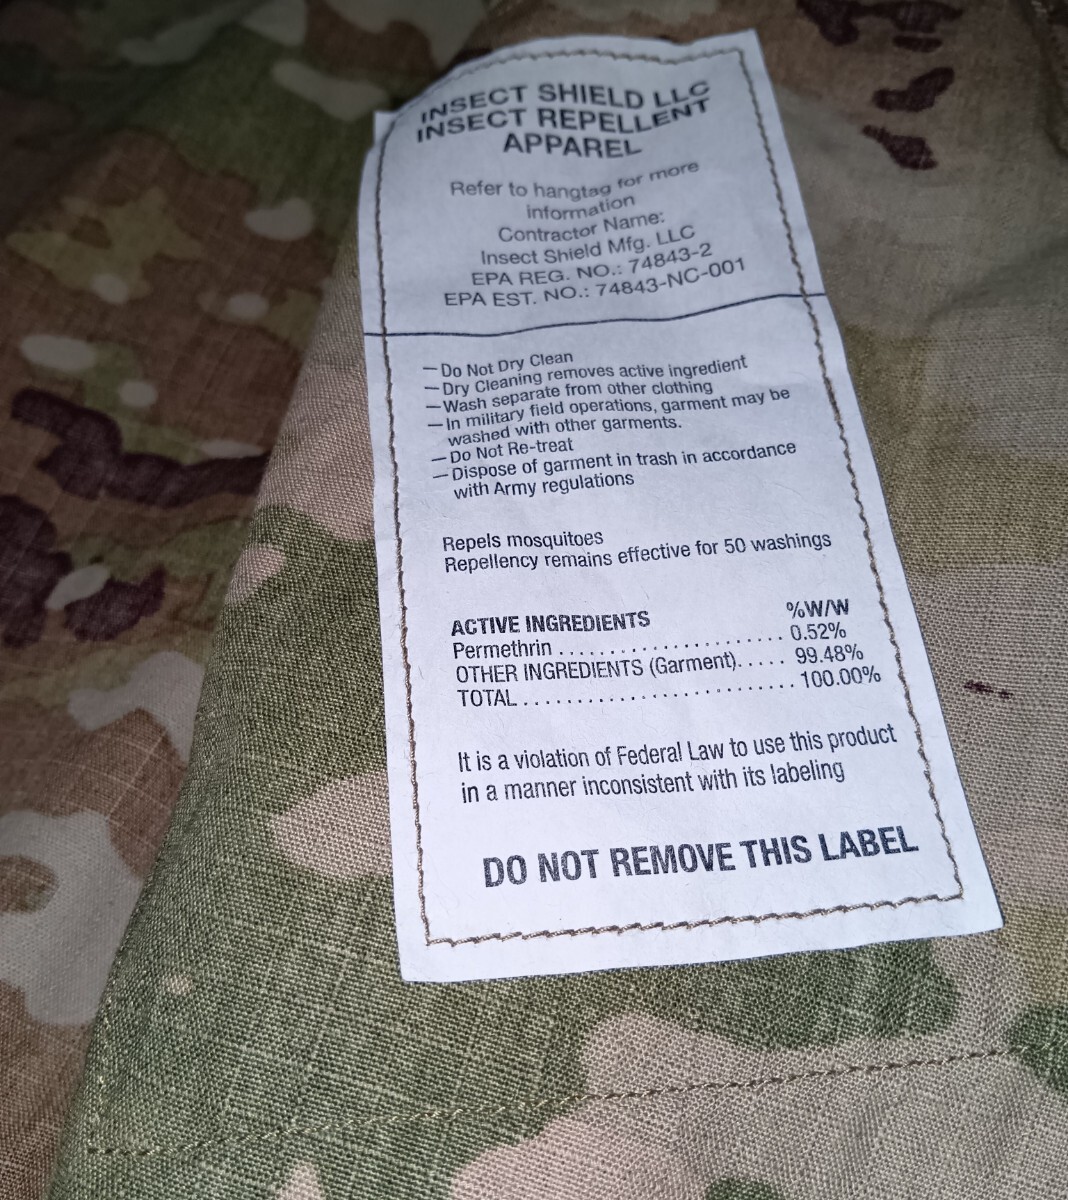 INSECT SHIELD LLC
INSECT REPELLENT
APPAREL
Refer to hangtag for more
information
Contractor Name:
Insect Shield Mfg. LLC
EPA REG. NO.: 74843-2
EPA EST. NO.: 74843-NC-001
— Do Not Dry Clean
— Dry Cleaning removes active ingredient
— Wash separate from other clothing
— In military field operations, garment may be
washed with other garments.
— Do Not Re-treat
— Dispose of garment in trash in accordance
with Army regulations
Repels mosquitoes
Repellency remains effective for 50 washings
ACTIVE INGREDIENTS %W/W
Permethrin ....................... 0.52%
OTHER INGREDIENTS (Garment)...... 99.48%
TOTAL ............................ 100.00%
It is a violation of Federal Law to use this product
in a manner inconsistent with its labeling
DO NOT REMOVE THIS LABEL